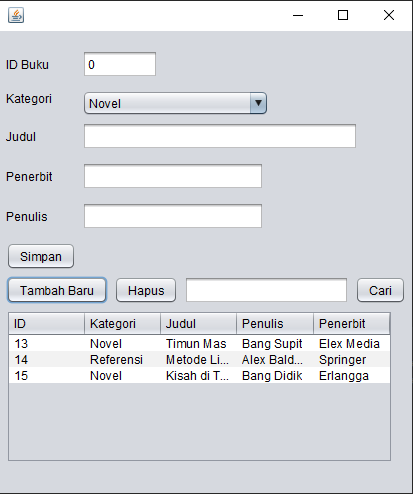 ID Buku 0
Kategori Novel
Judul
Penerbit
Penulis
Simpan
Tambah Baru Hapus Cari
ID Kategori Judul Penulis Penerbit
13 Novel Timun Mas Bang Supit Elex Media
14 Referensi Metode Li... Alex Bald... Springer
15 Novel Kisah di T... Bang Didik Erlangga